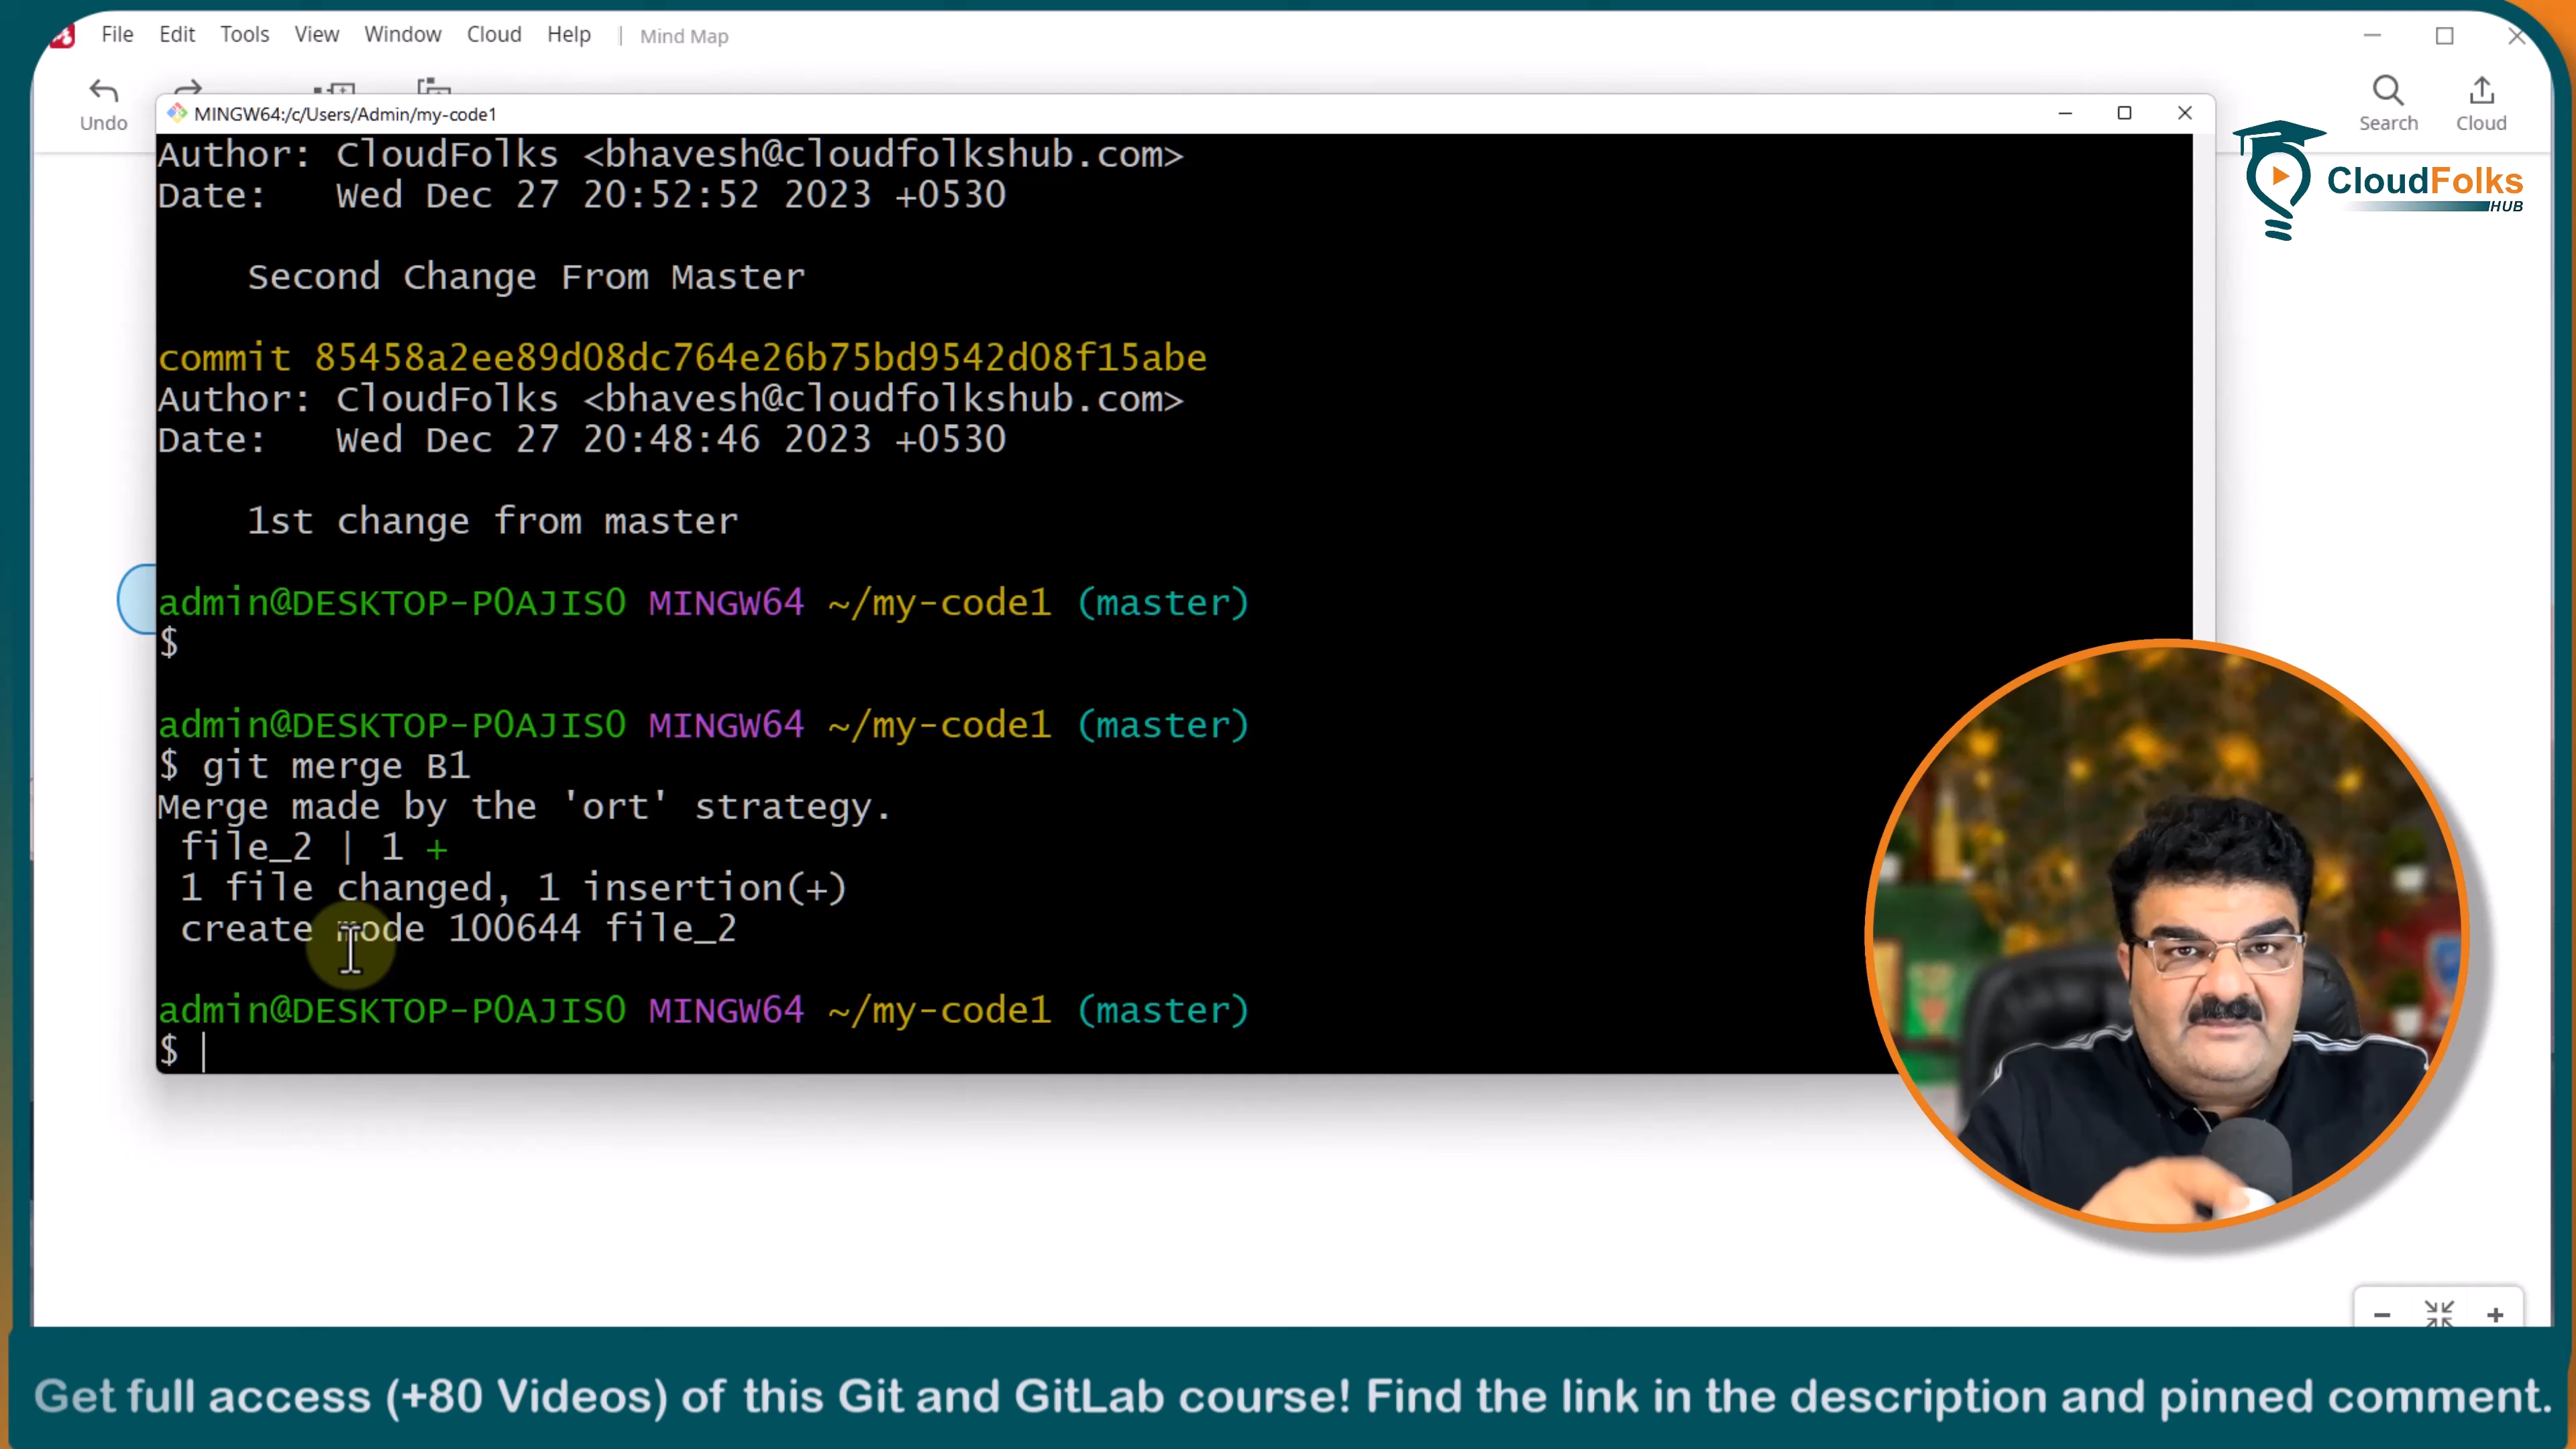 File Edit Tools View Window Cloud Help | Mind Map
Undo
Search Cloud
MINGW64:/c/Users/Admin/my-code1
CloudFolks
HUB
Author: CloudFolks <bhavesh@cloudfolkshub.com>
Date:   Wed Dec 27 20:52:52 2023 +0530
Second Change From Master
commit 85458a2ee89d08dc764e26b75bd9542d08f15abe
Author: CloudFolks <bhavesh@cloudfolkshub.com>
Date:   Wed Dec 27 20:48:46 2023 +0530
1st change from master
admin@DESKTOP-P0AJIS0 MINGW64 ~/my-code1 (master)
$
admin@DESKTOP-P0AJIS0 MINGW64 ~/my-code1 (master)
$ git merge B1
Merge made by the 'ort' strategy.
file_2 | 1 +
1 file changed, 1 insertion(+)
create mode 100644 file_2
admin@DESKTOP-P0AJIS0 MINGW64 ~/my-code1 (master)
$
Get full access (+80 Videos) of this Git and GitLab course! Find the link in the description and pinned comment.